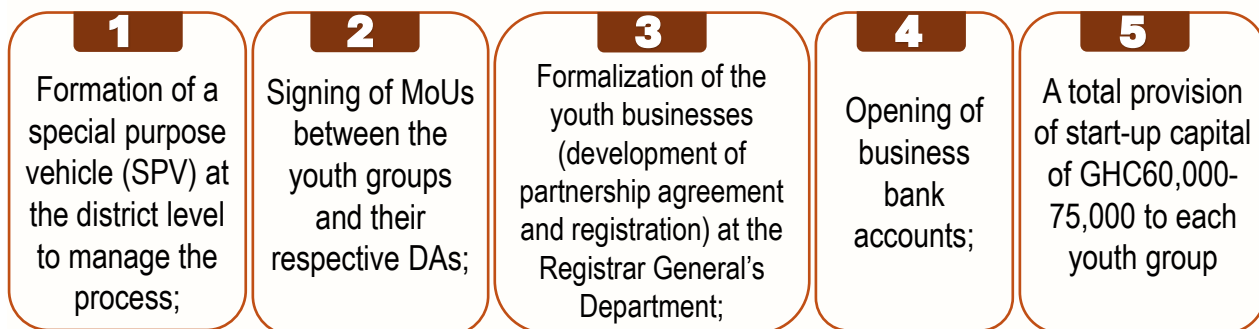 1
Formation of a
special purpose
vehicle (SPV) at
the district level
to manage the
process;
2
Signing of MoUs
between the
youth groups
and their
respective DAs;
3
Formalization of the
youth businesses
(development of
partnership agreement
and registration) at the
Registrar General's
Department;
4
Opening of
business
bank
accounts;
5
A total provision
of start-up capital
of GHC60,000-
75,000 to each
youth group